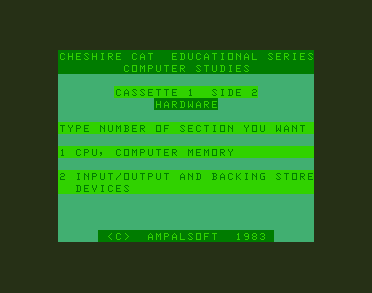 CHESHIRE CAT  EDUCATIONAL SERIES
COMPUTER STUDIES
CASSETTE 1  SIDE 2
HARDWARE
TYPE NUMBER OF SECTION YOU WANT
1 CPU, COMPUTER MEMORY
2 INPUT/OUTPUT AND BACKING STORE
DEVICES
<C>  AMPALSOFT  1983